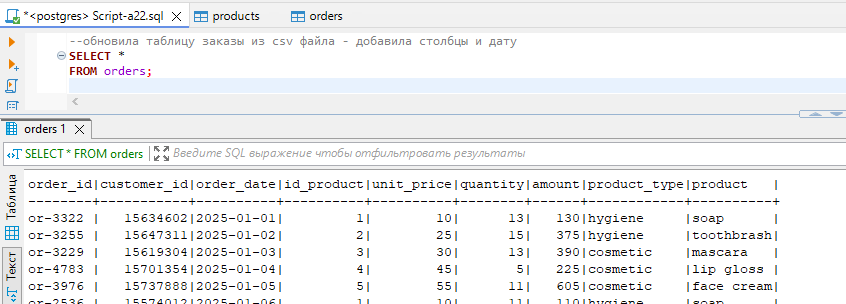 *<postgres> Script-a22.sql
products
orders
--обновила таблицу заказы из csv файла - добавила столбцы и дату
SELECT *
FROM orders;
orders 1
SELECT * FROM orders
Введите SQL выражение чтобы отфильтровать результаты
Таблица
Текст
order_id|customer_id|order_date|id_product|unit_price|quantity|amount|product_type|product   |
--------+-----------+----------+----------+----------+--------+------+------------+----------+
or-3322 |   15634602|2025-01-01|         1|        10|      13|   130|hygiene     |soap      |
or-3255 |   15647311|2025-01-02|         2|        25|      15|   375|hygiene     |toothbrash|
or-3229 |   15619304|2025-01-03|         3|        30|      13|   390|cosmetic    |mascara   |
or-4783 |   15701354|2025-01-04|         4|        45|       5|   225|cosmetic    |lip gloss |
or-3976 |   15737888|2025-01-05|         5|        55|      11|   605|cosmetic    |face cream|
or-2536 |   15574012|2025-01-06|         1|        10|      11|   110|hygiene     |soap      |